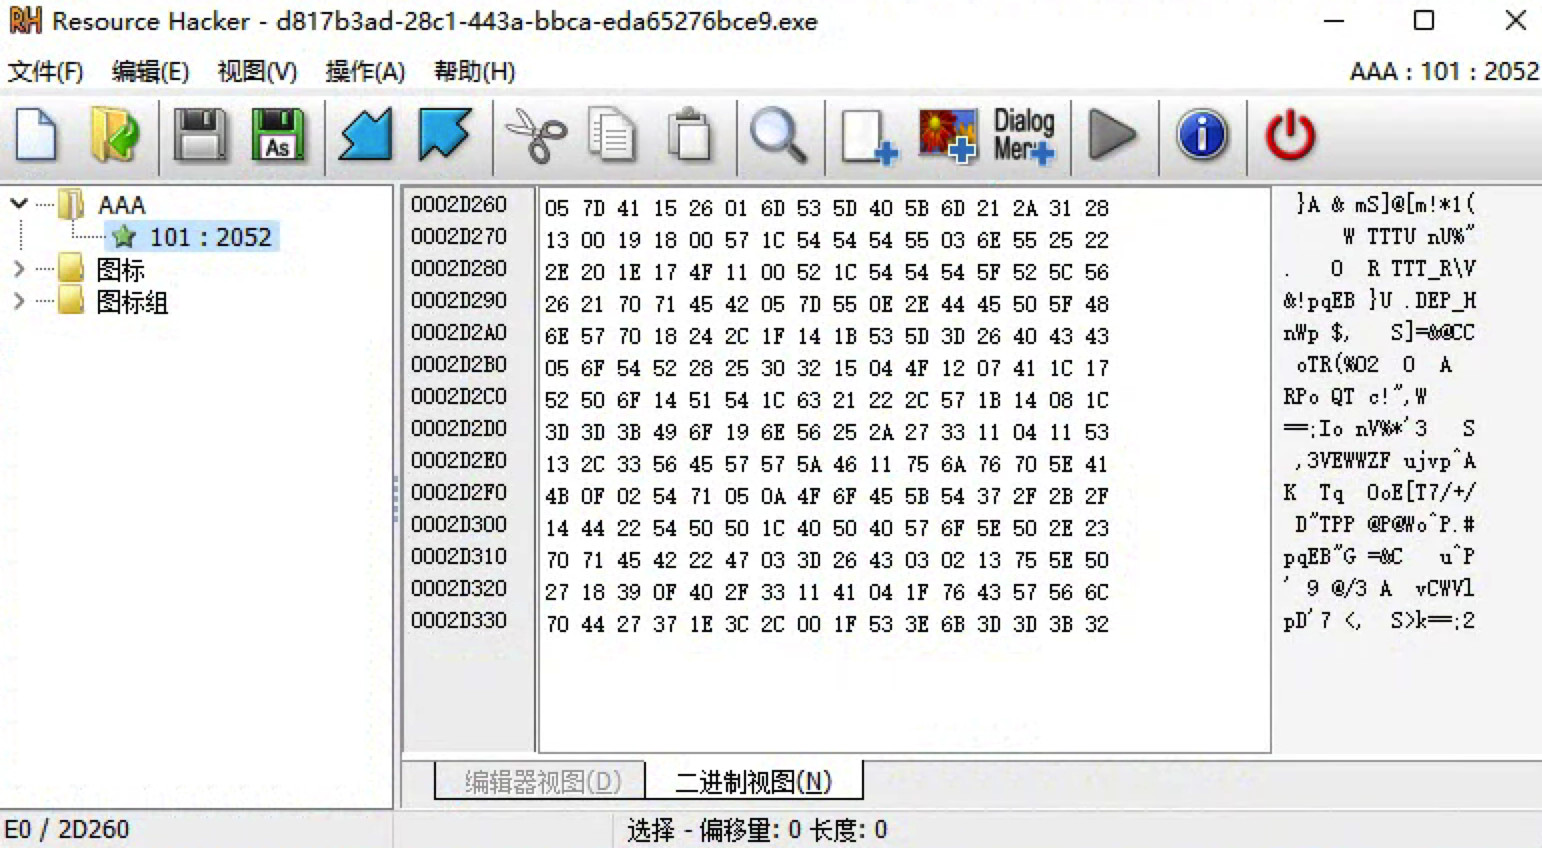 RH Resource Hacker - d817b3ad-28c1-443a-bbca-eda65276bce9.exe
文件(F) 编辑(E) 视图(V) 操作(A) 帮助(H) AAA : 101 : 2052
As Dialog Men
AAA
101 : 2052
图标
图标组
0002D260 05 7D 41 15 26 01 6D 53 5D 40 5B 6D 21 2A 31 28 }A & mS]@[m!*1(
0002D270 13 00 19 18 00 57 1C 54 54 54 55 03 6E 55 25 22 W TTTU nU%"
0002D280 2E 20 1E 17 4F 11 00 52 1C 54 54 54 5F 52 5C 56 . O R TTT_R\V
0002D290 26 21 70 71 45 42 05 7D 55 0E 2E 44 45 50 5F 48 &!pqEB }U .DEP_H
0002D2A0 6E 57 70 18 24 2C 1F 14 1B 53 5D 3D 26 40 43 43 nWp $, S]=&@CC
0002D2B0 05 6F 54 52 28 25 30 32 15 04 4F 12 07 41 1C 17 oTR(%02 O A
0002D2C0 52 50 6F 14 51 54 1C 63 21 22 2C 57 1B 14 08 1C RPo QT c!",W
0002D2D0 3D 3D 3B 49 6F 19 6E 56 25 2A 27 33 11 04 11 53 ==;Io nV%*'3 S
0002D2E0 13 2C 33 56 45 57 57 5A 46 11 75 6A 76 70 5E 41 ,3VEWWZF ujvp^A
0002D2F0 4B 0F 02 54 71 05 0A 4F 6F 45 5B 54 37 2F 2B 2F K Tq OoE[T7/+/
0002D300 14 44 22 54 50 50 1C 40 50 40 57 6F 5E 50 2E 23 D"TPP @P@Wo^P.#
0002D310 70 71 45 42 22 47 03 3D 26 43 03 02 13 75 5E 50 pqEB"G =&C u^P
0002D320 27 18 39 0F 40 2F 33 11 41 04 1F 76 43 57 56 6C ' 9 @/3 A vCWVl
0002D330 70 44 27 37 1E 3C 2C 00 1F 53 3E 6B 3D 3D 3B 32 pD'7 <, S>k==;2
编辑器视图(D) 二进制视图(N)
E0 / 2D260 选择 - 偏移量: 0 长度: 0